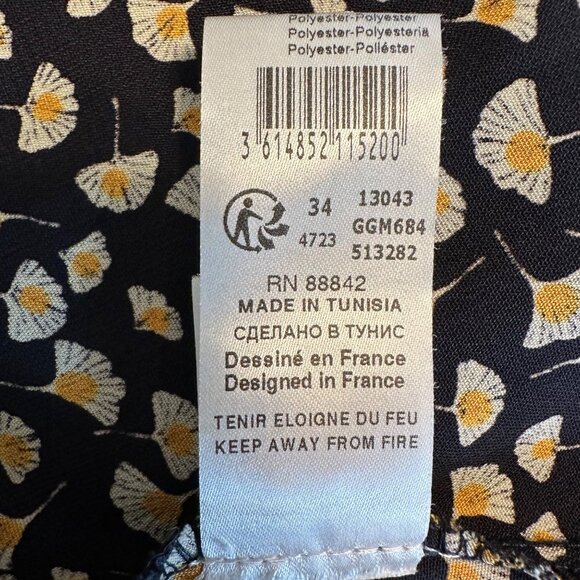 Polyester-Polyester
Polyester-Polyesteria
Polyester-Poliéster
3 614852 115200
34
4723
13043
GGM684
513282
RN 88842
MADE IN TUNISIA
СДЕЛАНО В ТУНИС
Dessiné en France
Designed in France
TENIR ELOIGNE DU FEU
KEEP AWAY FROM FIRE